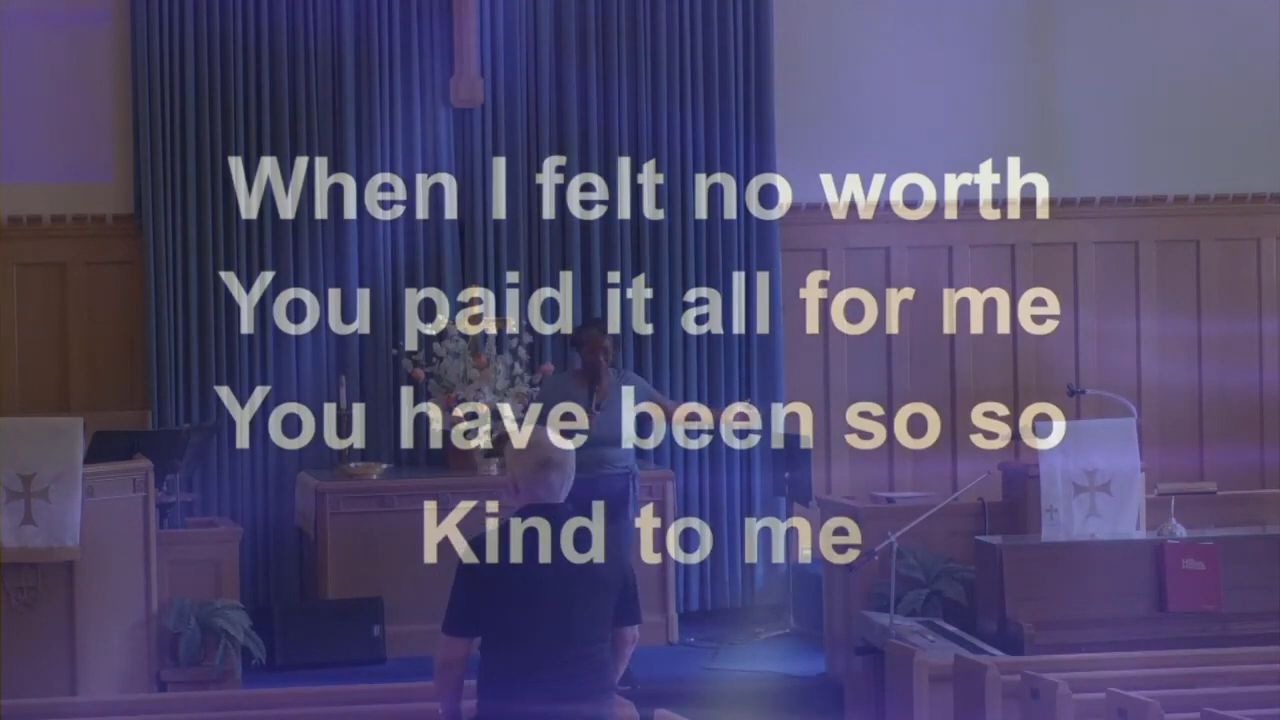 When I felt no worth
You paid it all for me
You have been so so
Kind to me